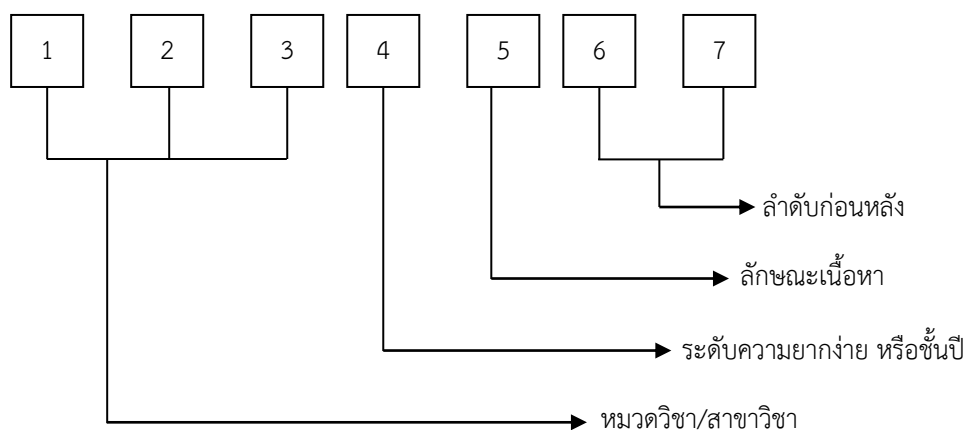 1 2 3 4 5 6 7
ลำดับก่อนหลัง
ลักษณะเนื้อหา
ระดับความยากง่าย หรือชั้นปี
หมวดวิชา/สาขาวิชา